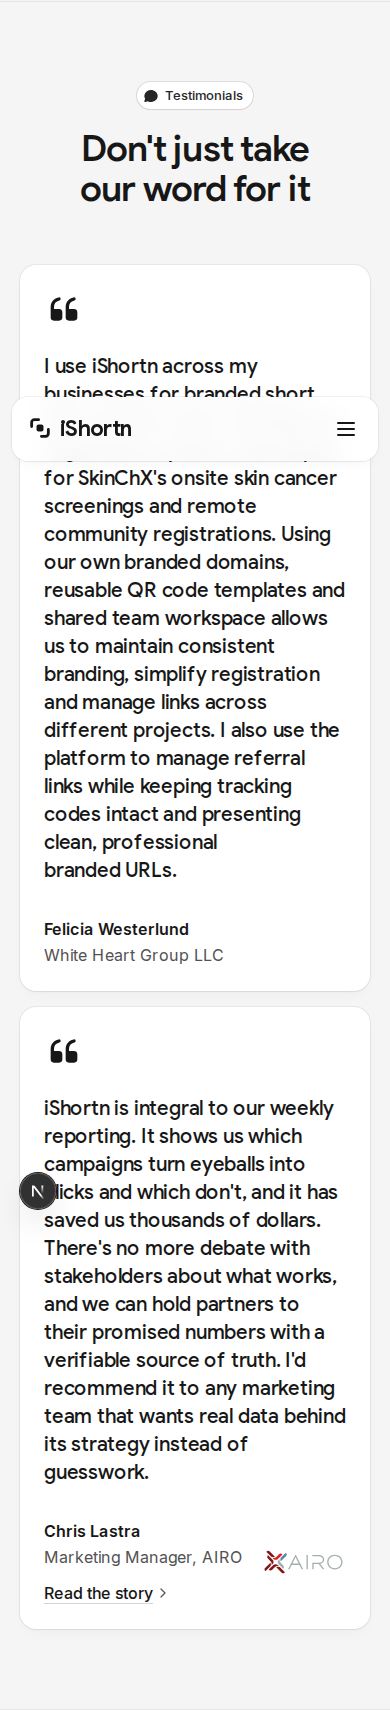 Testimonials
Don't just take
our word for it
I use iShortn across my
businesses for branded short
iShortn
for SkinChX's onsite skin cancer
screenings and remote
community registrations. Using
our own branded domains,
reusable QR code templates and
shared team workspace allows
us to maintain consistent
branding, simplify registration
and manage links across
different projects. I also use the
platform to manage referral
links while keeping tracking
codes intact and presenting
clean, professional
branded URLs.
Felicia Westerlund
White Heart Group LLC
iShortn is integral to our weekly
reporting. It shows us which
campaigns turn eyeballs into
N
and which don't, and it has
saved us thousands of dollars.
There's no more debate with
stakeholders about what works,
and we can hold partners to
their promised numbers with a
verifiable source of truth. I'd
recommend it to any marketing
team that wants real data behind
its strategy instead of
guesswork.
Chris Lastra
Marketing Manager, AIRO
AIRO
Read the story